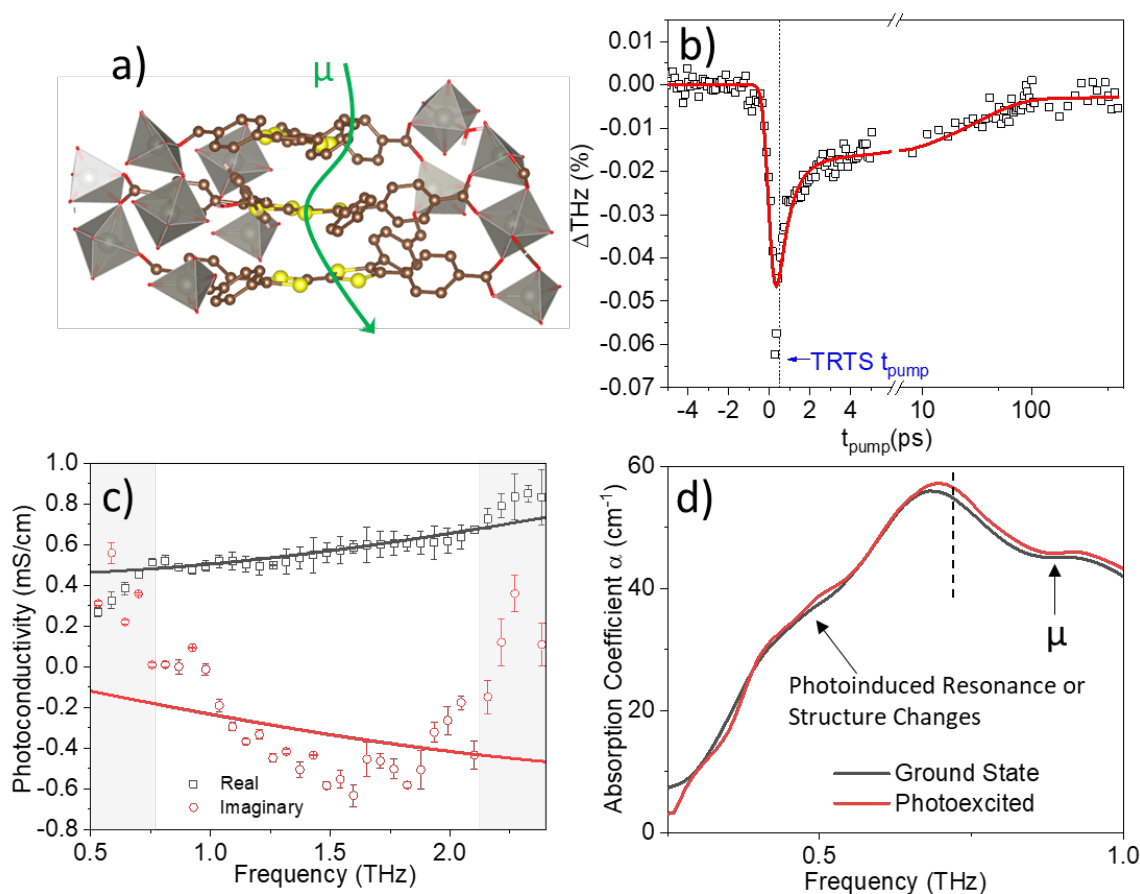 a)
μ
b)
0.01
0.00
-0.01
-0.02
-0.03
-0.04
-0.05
-0.06
-0.07
ΔTHz (%)
TRTS tpump
-4 -2 0 2 4 10 100
tpump(ps)
c)
1.0
0.8
0.6
0.4
0.2
0.0
-0.2
-0.4
-0.6
-0.8
Photoconductivity (mS/cm)
Real
Imaginary
0.5 1.0 1.5 2.0
Frequency (THz)
d)
60
40
20
0
Absorption Coefficient α (cm-1)
μ
Photoinduced Resonance or
Structure Changes
Ground State
Photoexcited
0.5 1.0
Frequency (THz)